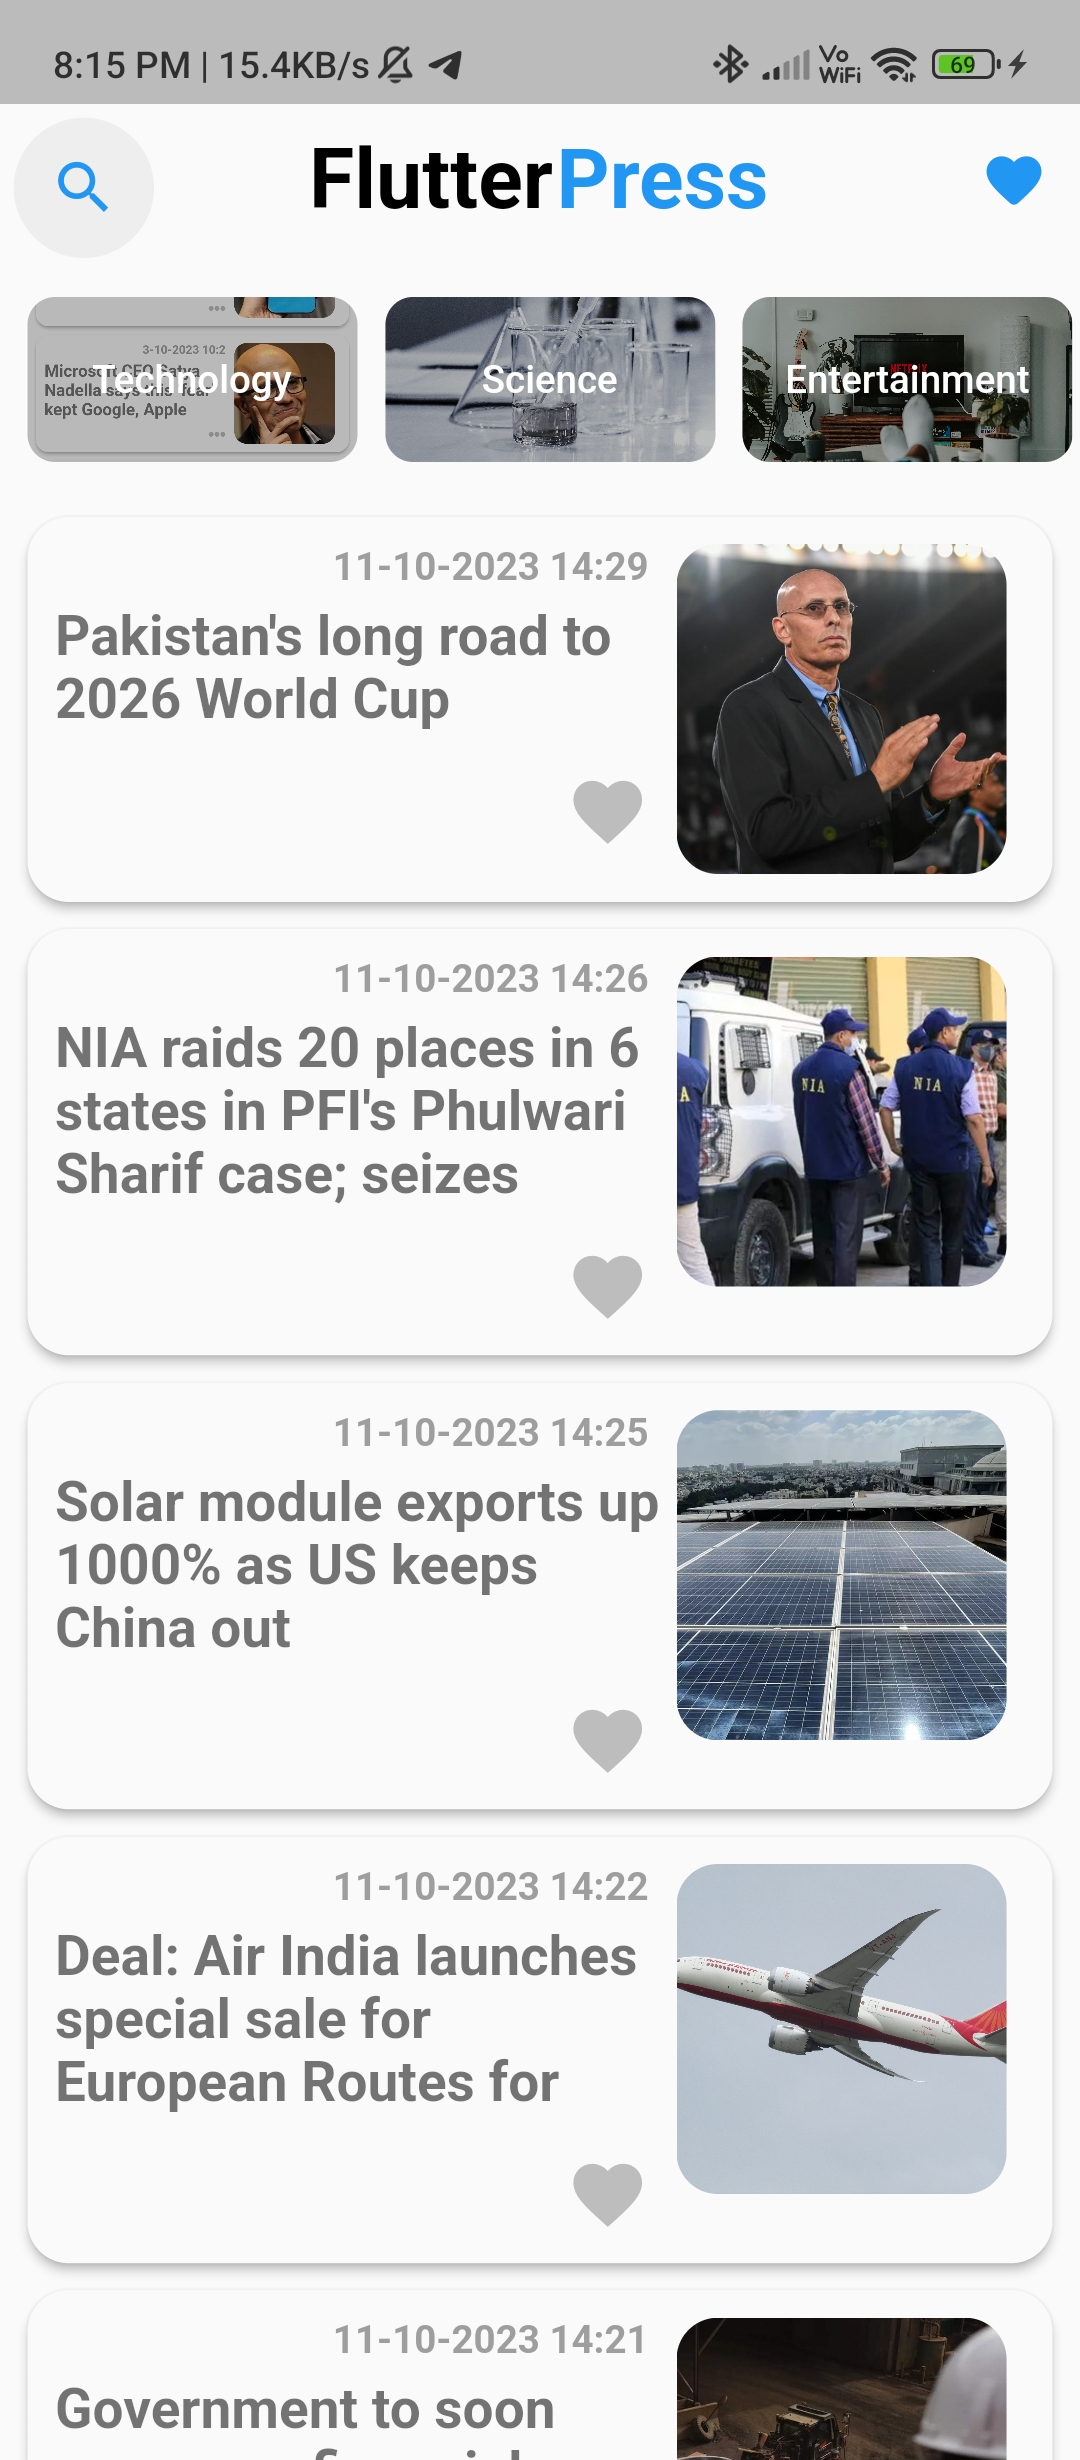 8:15 PM | 15.4KB/s
Vo
WiFi
69
FlutterPress
3-10-2023 10:2
Microsoft CEO Satya
Nadella says this fear
kept Google, Apple
Technology
Science
NETFLIX
Entertainment
11-10-2023 14:29
Pakistan's long road to
2026 World Cup
11-10-2023 14:26
NIA raids 20 places in 6
states in PFI's Phulwari
Sharif case; seizes
NIA
NIA
A
11-10-2023 14:25
Solar module exports up
1000% as US keeps
China out
11-10-2023 14:22
Deal: Air India launches
special sale for
European Routes for
11-10-2023 14:21
Government to soon